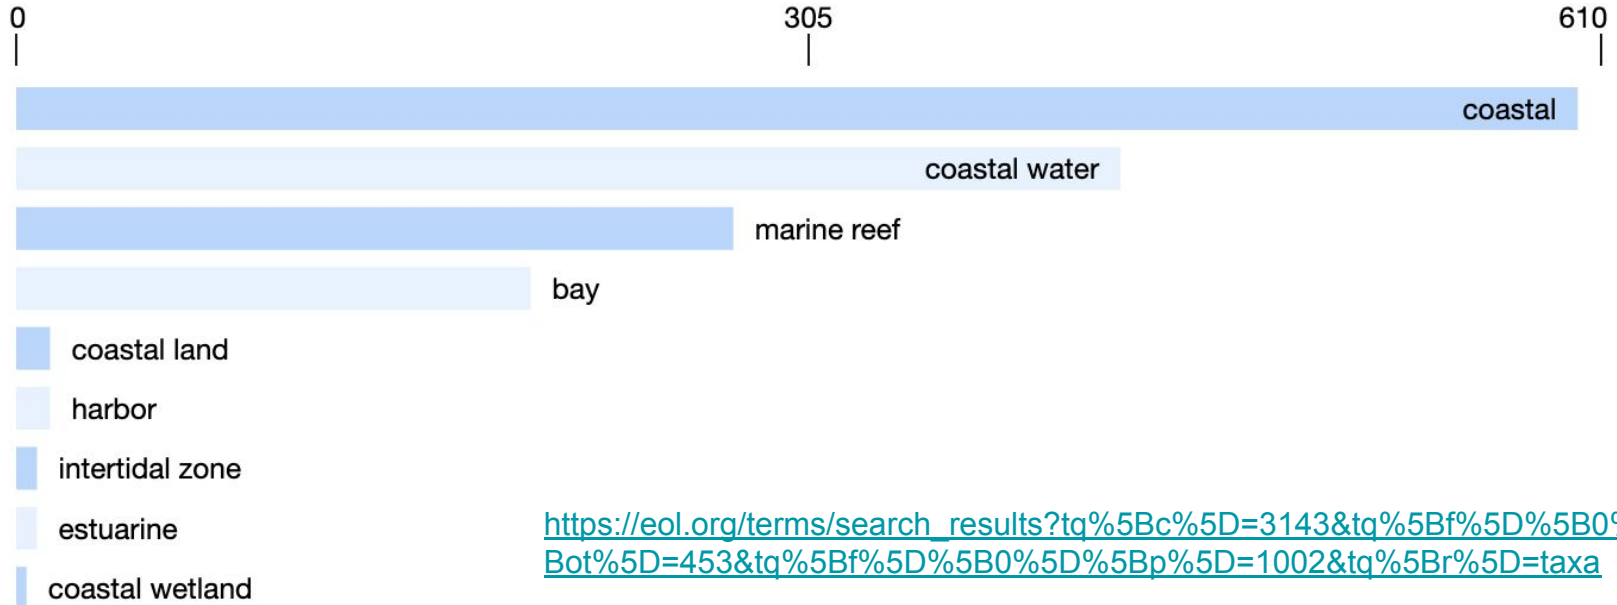 0 305 610
coastal
coastal water
marine reef
bay
coastal land
harbor
intertidal zone
estuarine
https://eol.org/terms/search_results?tq%5Bc%5D=3143&tq%5Bf%5D%5B0%
Bot%5D=453&tq%5Bf%5D%5B0%5D%5Bp%5D=1002&tq%5Br%5D=taxa
coastal wetland